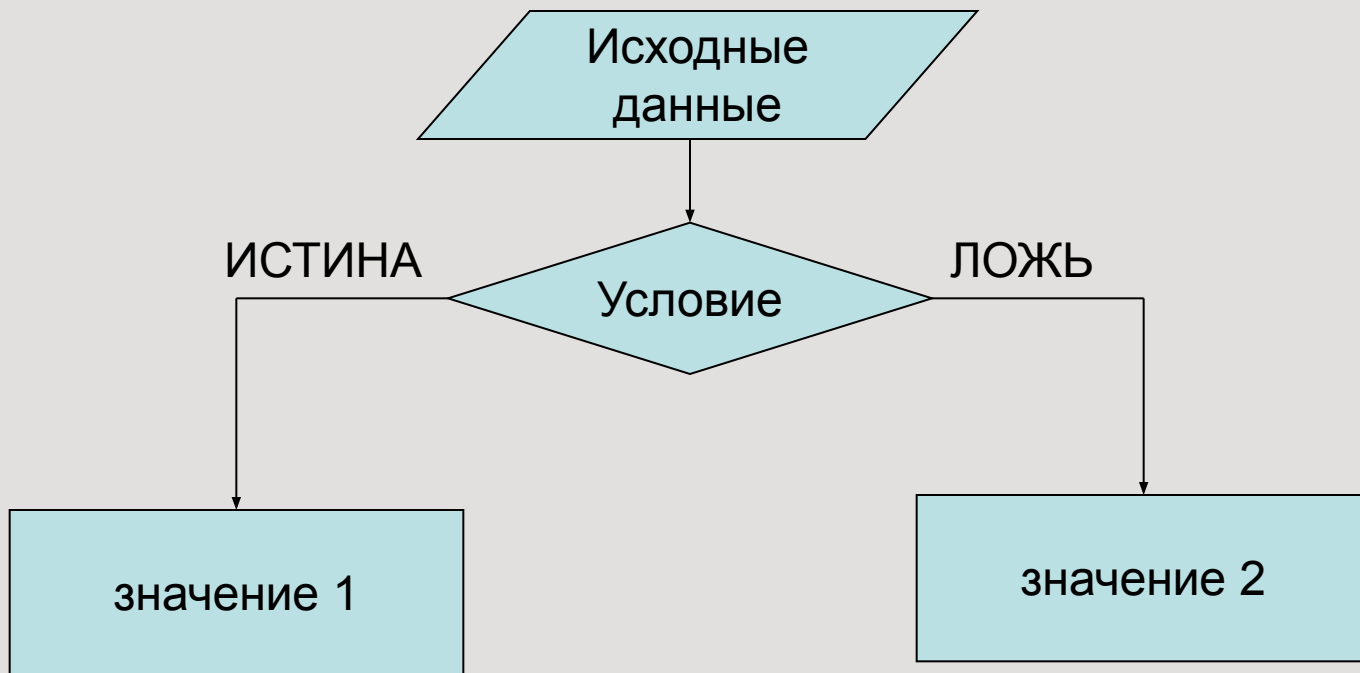 Исходные
данные
ИСТИНА
ЛОЖЬ
Условие
значение 1
значение 2